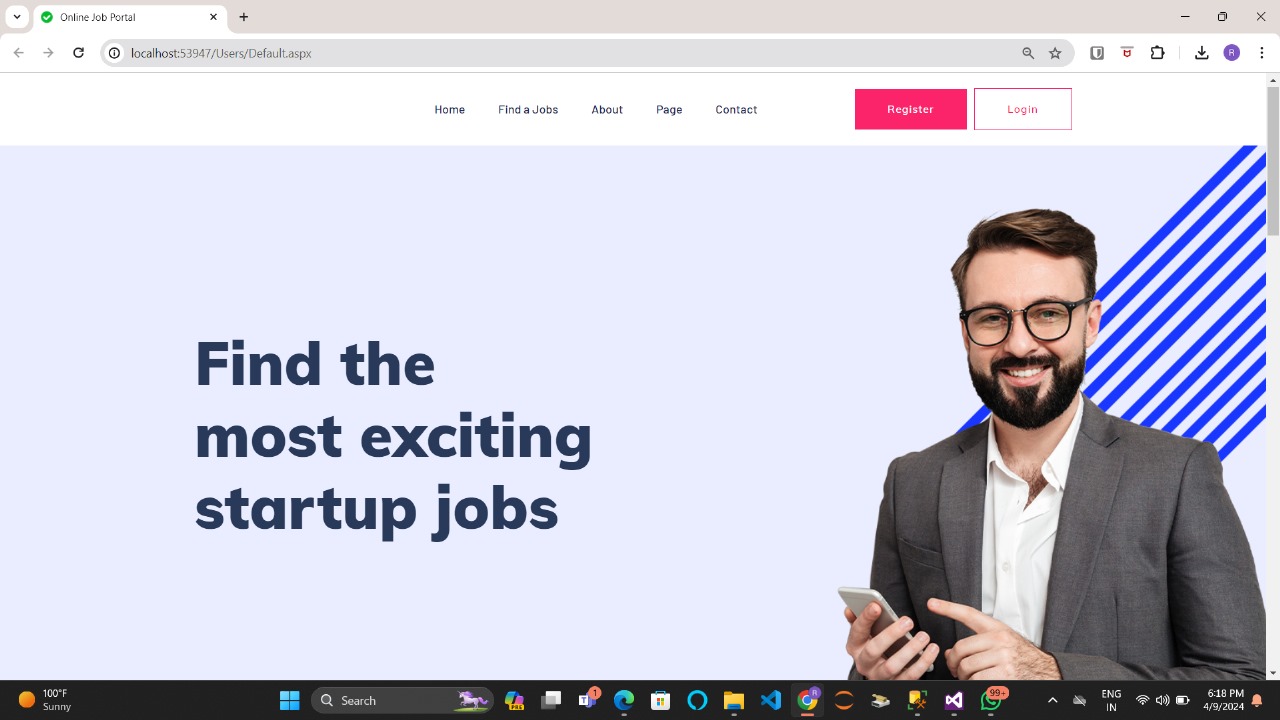 Online Job Portal
localhost:53947/Users/Default.aspx
R
Home Find a Jobs About Page Contact Register Login
Find the
most exciting
startup jobs
100°F
Sunny
Search
PRE
1
R
99+
ENG
IN
6:18 PM
4/9/2024